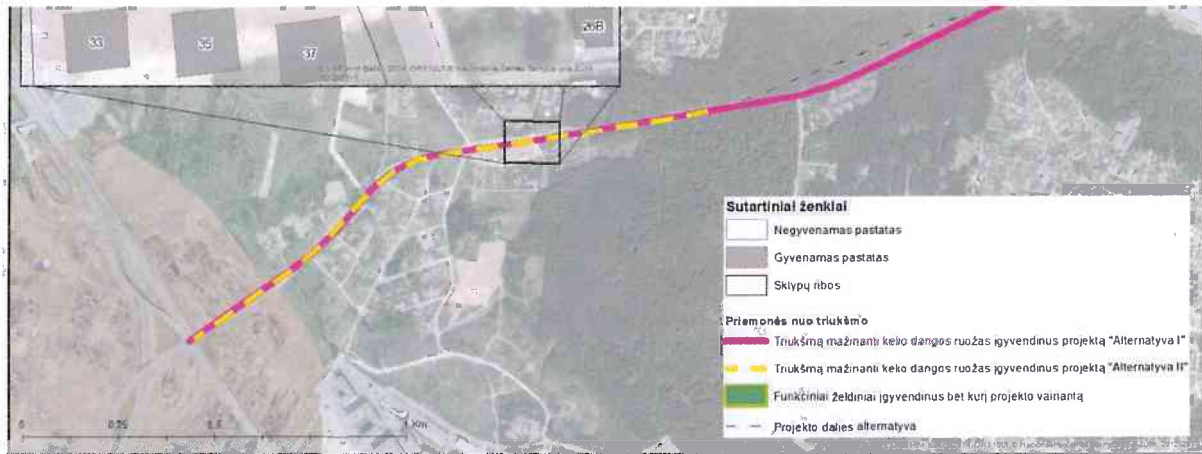 33
35
37
26B
Sutartiniai ženklai
Negyvenamas pastatas
Gyvenamas pastatas
Sklypų ribos
Priemonės nuo triukšmo
Triukšmą mažinanti kelio dangos ruožas įgyvendinus projektą "Alternatyva I"
Triukšmą mažinanti kelio dangos ruožas įgyvendinus projektą "Alternatyva II"
Funkciniai želdiniai įgyvendinus bet kurį projekto variantą
Projekto dalies alternatyva
0
0.25
0.5
1 Km